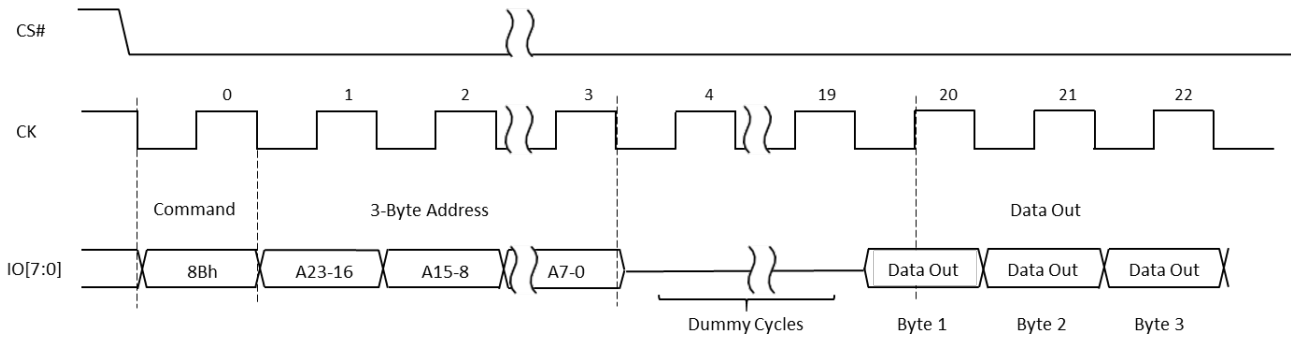 CS#
0 1 2 3 4 19 20 21 22
CK
Command 3-Byte Address Data Out
IO[7:0] 8Bh A23-16 A15-8 A7-0 Data Out Data Out Data Out
Dummy Cycles Byte 1 Byte 2 Byte 3